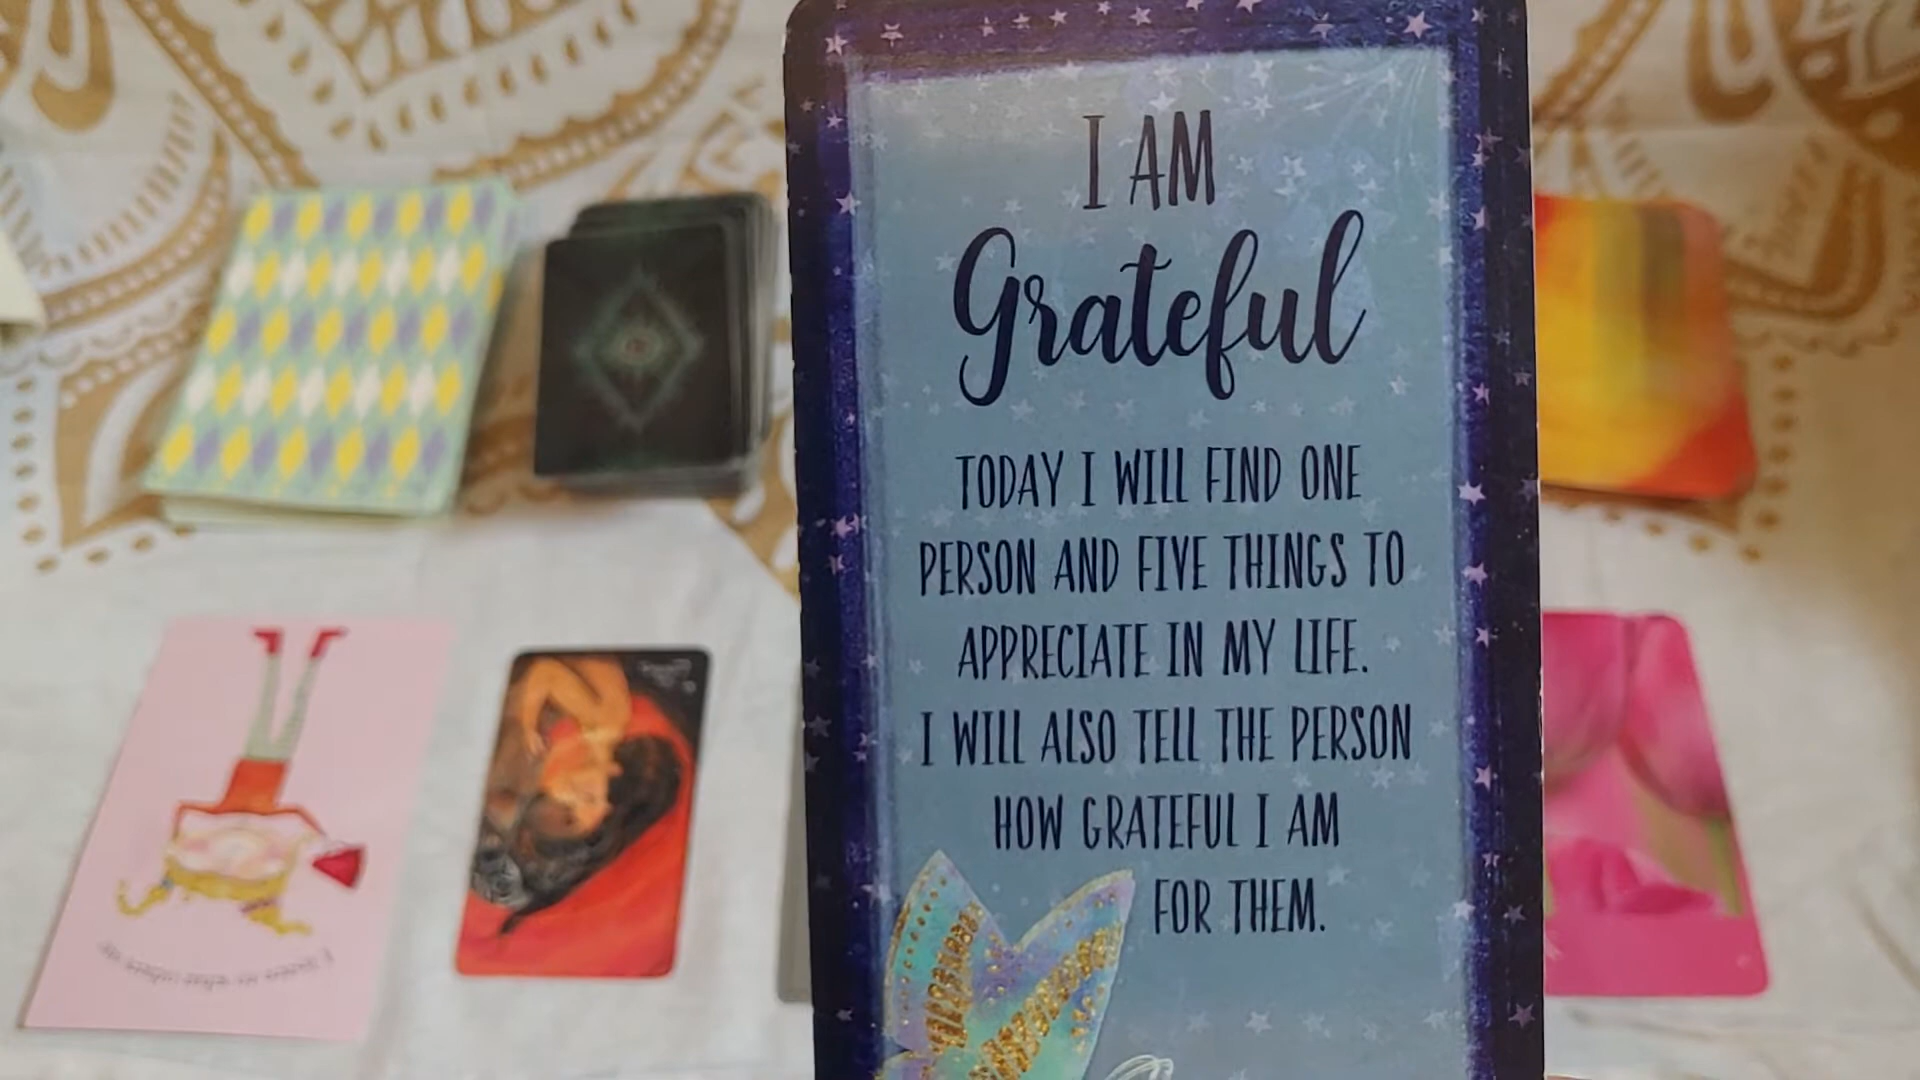 I AM
Grateful
TODAY I WILL FIND ONE
PERSON AND FIVE THINGS TO
APPRECIATE IN MY LIFE.
I WILL ALSO TELL THE PERSON
HOW GRATEFUL I AM
FOR THEM.